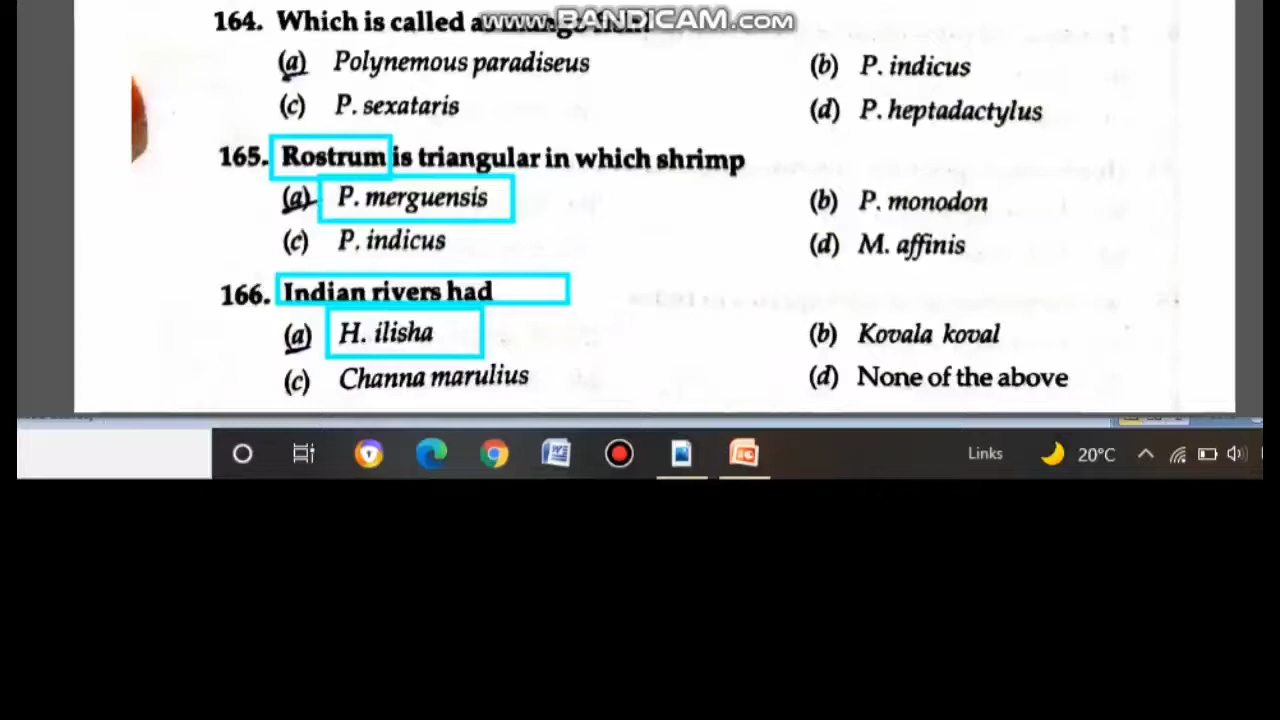 www.BANDICAM.com
164. Which is called as
(a) Polynemous paradiseus
(b) P. indicus
(c) P. sexataris
(d) P. heptadactylus
165. Rostrum is triangular in which shrimp
(a) P. merguensis
(b) P. monodon
(c) P. indicus
(d) M. affinis
166. Indian rivers had
(a) H. ilisha
(b) Kovala koval
(c) Channa marulius
(d) None of the above
Links 20°C